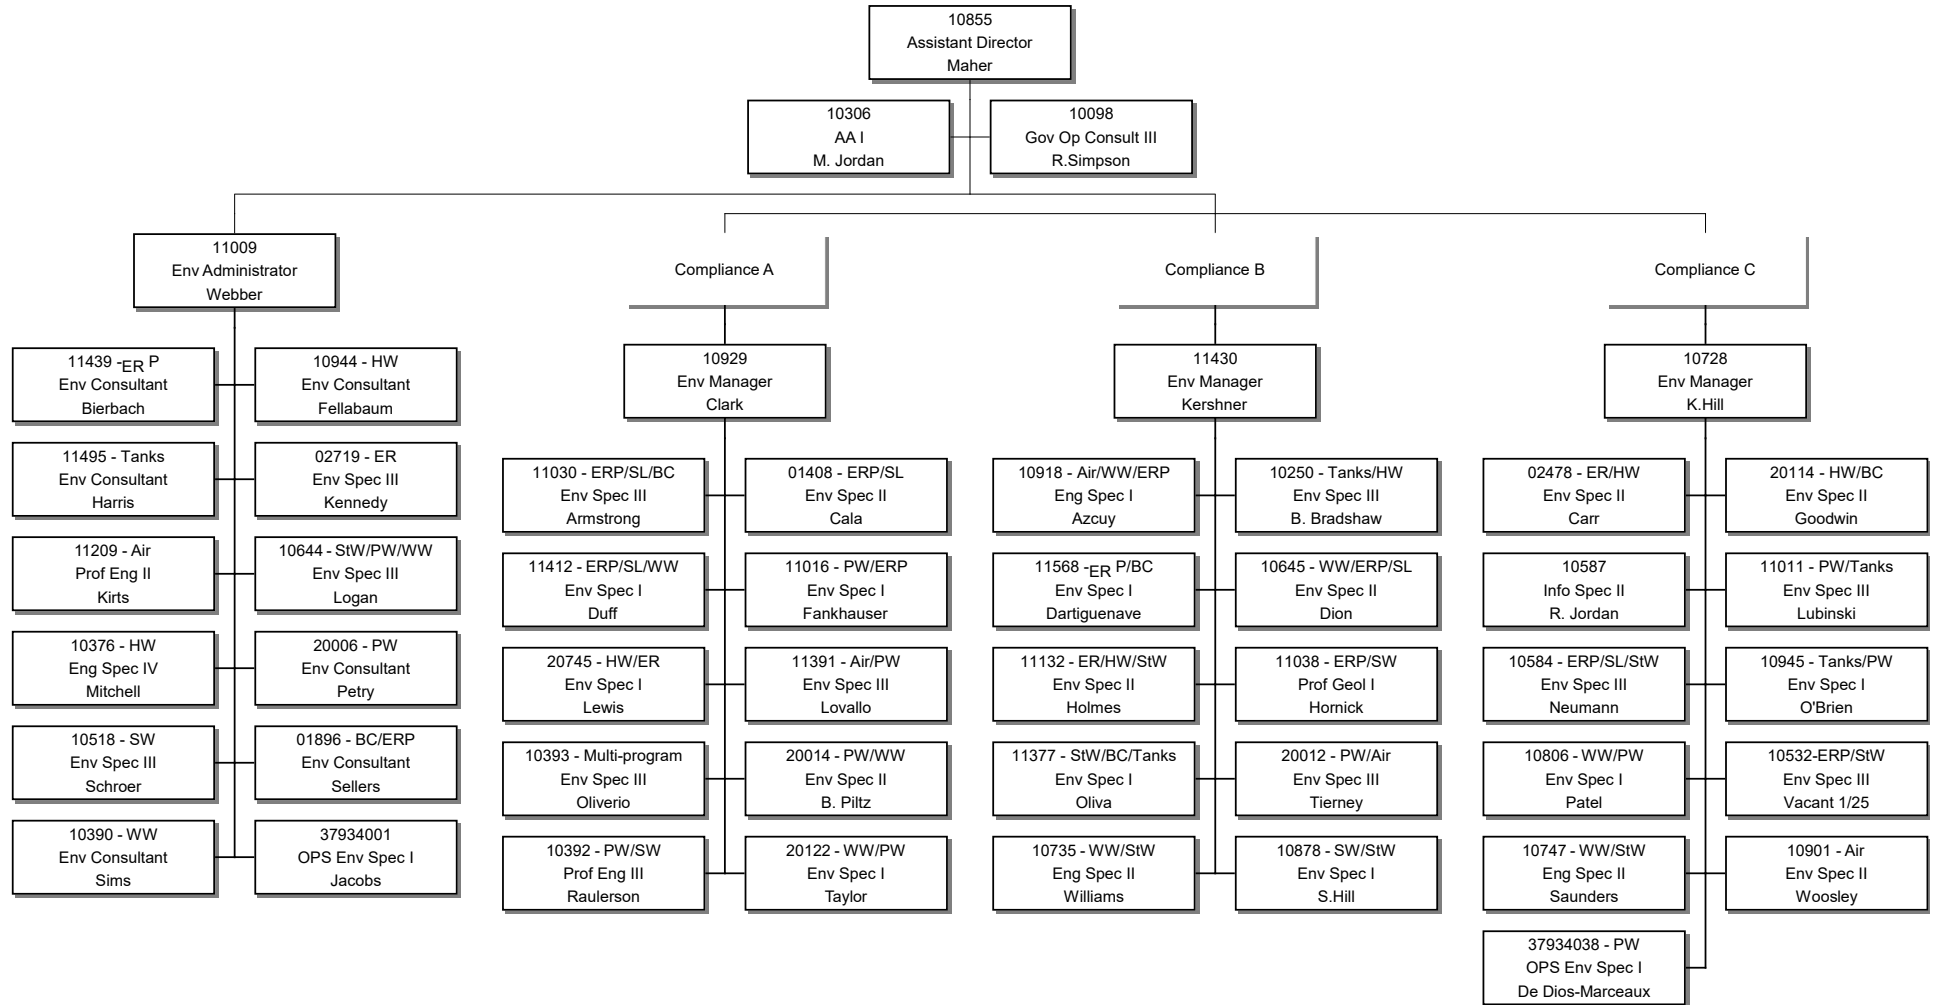 10855
Assistant Director
Maher
10306
AA I
M. Jordan
10098
Gov Op Consult III
R.Simpson
11009
Env Administrator
Webber
11439 -ER P
Env Consultant
Bierbach
10944 - HW
Env Consultant
Fellabaum
11495 - Tanks
Env Consultant
Harris
02719 - ER
Env Spec III
Kennedy
11209 - Air
Prof Eng II
Kirts
10644 - StW/PW/WW
Env Spec III
Logan
10376 - HW
Eng Spec IV
Mitchell
20006 - PW
Env Consultant
Petry
10518 - SW
Env Spec III
Schroer
01896 - BC/ERP
Env Consultant
Sellers
10390 - WW
Env Consultant
Sims
37934001
OPS Env Spec I
Jacobs
Compliance A
10929
Env Manager
Clark
11030 - ERP/SL/BC
Env Spec III
Armstrong
01408 - ERP/SL
Env Spec II
Cala
11412 - ERP/SL/WW
Env Spec I
Duff
11016 - PW/ERP
Env Spec I
Fankhauser
20745 - HW/ER
Env Spec I
Lewis
11391 - Air/PW
Env Spec III
Lovallo
10393 - Multi-program
Env Spec III
Oliverio
20014 - PW/WW
Env Spec II
B. Piltz
10392 - PW/SW
Prof Eng III
Raulerson
20122 - WW/PW
Env Spec I
Taylor
Compliance B
11430
Env Manager
Kershner
10918 - Air/WW/ERP
Eng Spec I
Azcuy
10250 - Tanks/HW
Env Spec III
B. Bradshaw
11568 -ER P/BC
Env Spec I
Dartiguenave
10645 - WW/ERP/SL
Env Spec II
Dion
11132 - ER/HW/StW
Env Spec II
Holmes
11038 - ERP/SW
Prof Geol I
Hornick
11377 - StW/BC/Tanks
Env Spec I
Oliva
20012 - PW/Air
Env Spec III
Tierney
10735 - WW/StW
Eng Spec II
Williams
10878 - SW/StW
Env Spec I
S.Hill
Compliance C
10728
Env Manager
K.Hill
02478 - ER/HW
Env Spec II
Carr
20114 - HW/BC
Env Spec II
Goodwin
10587
Info Spec II
R. Jordan
11011 - PW/Tanks
Env Spec III
Lubinski
10584 - ERP/SL/StW
Env Spec III
Neumann
10945 - Tanks/PW
Env Spec I
O'Brien
10806 - WW/PW
Env Spec I
Patel
10532-ERP/StW
Env Spec III
Vacant 1/25
10747 - WW/StW
Eng Spec II
Saunders
10901 - Air
Env Spec II
Woosley
37934038 - PW
OPS Env Spec I
De Dios-Marceaux